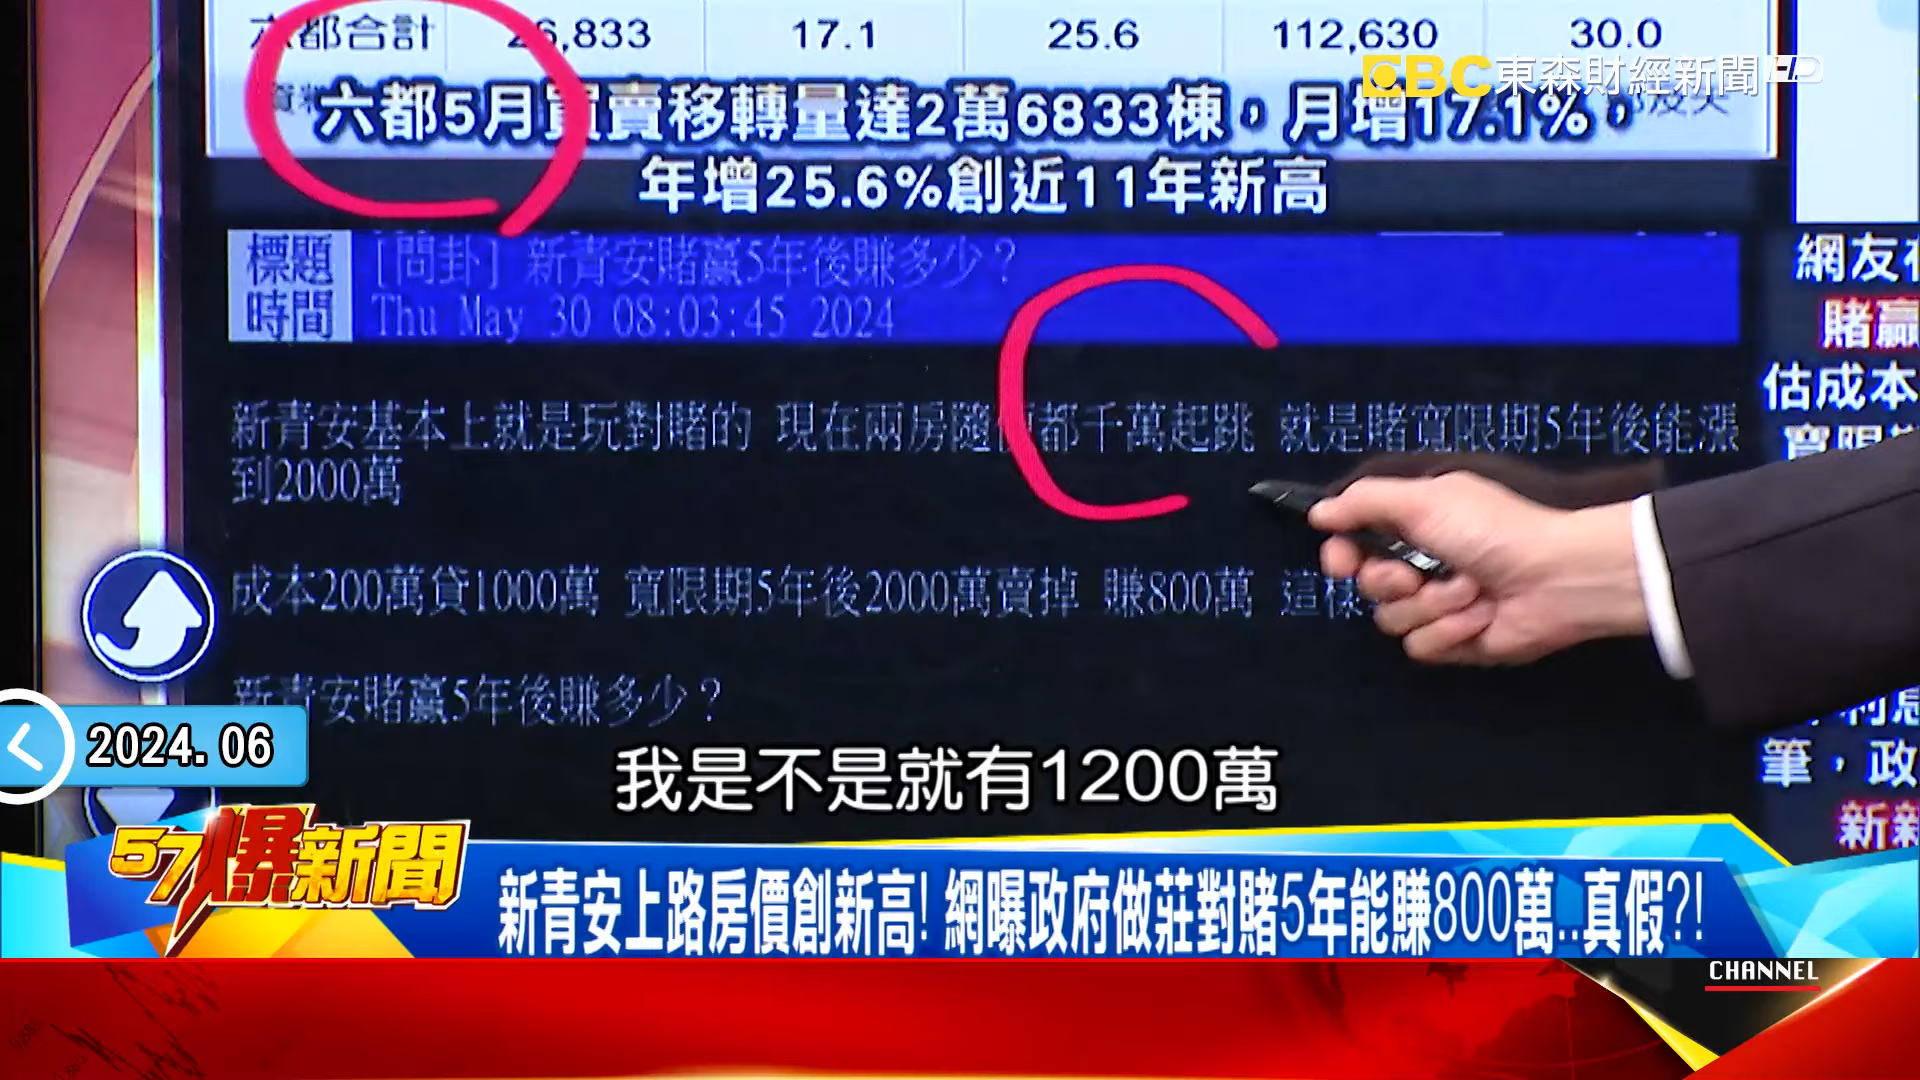 六都合計 26,833 17.1 25.6 112,630 30.0
EBC 東森財經新聞 HD
六都5月買賣移轉量達2萬6833棟，月增17.1%，
年增25.6%創近11年新高
標題 [問卦] 新青安賭贏5年後賺多少？
時間 Thu May 30 08:03:45 2024
新青安基本上就是玩對賭的 現在兩房隨便都千萬起跳 就是賭寬限期5年後能漲
到2000萬
成本200萬貸1000萬 寬限期5年後2000萬賣掉 賺800萬 這樣
新青安賭贏5年後賺多少？
網友
賭贏
估成本
寬限
筆，政
新
2024.06
我是不是就有1200萬
57爆新聞
新青安上路房價創新高! 網曝政府做莊對賭5年能賺800萬..真假?!
CHANNEL